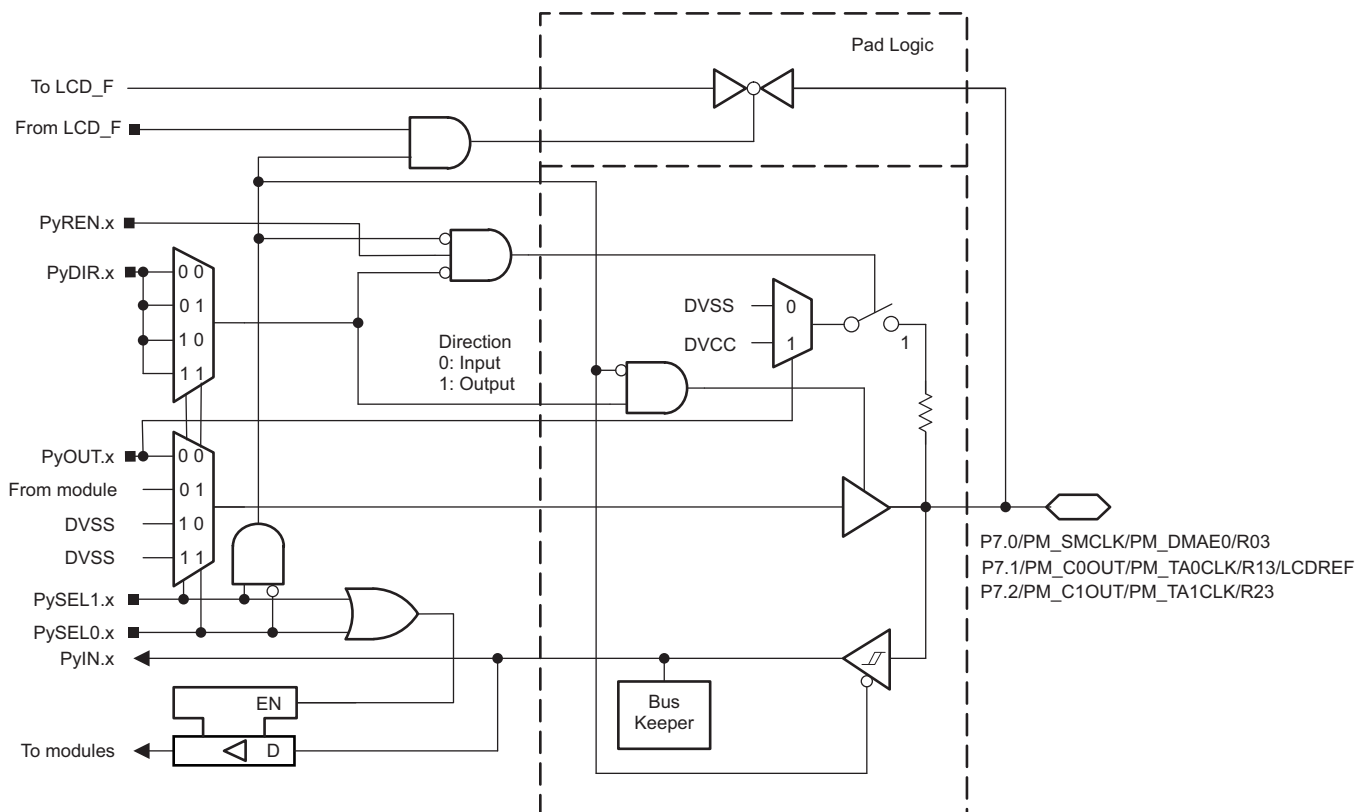 Pad Logic
To LCD_F
From LCD_F
PyREN.x
PyDIR.x
0 0
0 1
1 0
1 1
Direction
0: Input
1: Output
DVSS
DVCC
0
1
1
PyOUT.x
From module
DVSS
DVSS
0 0
0 1
1 0
1 1
P7.0/PM_SMCLK/PM_DMAE0/R03
P7.1/PM_C0OUT/PM_TA0CLK/R13/LCDREF
P7.2/PM_C1OUT/PM_TA1CLK/R23
PySEL1.x
PySEL0.x
PyIN.x
Bus
Keeper
EN
To modules
D